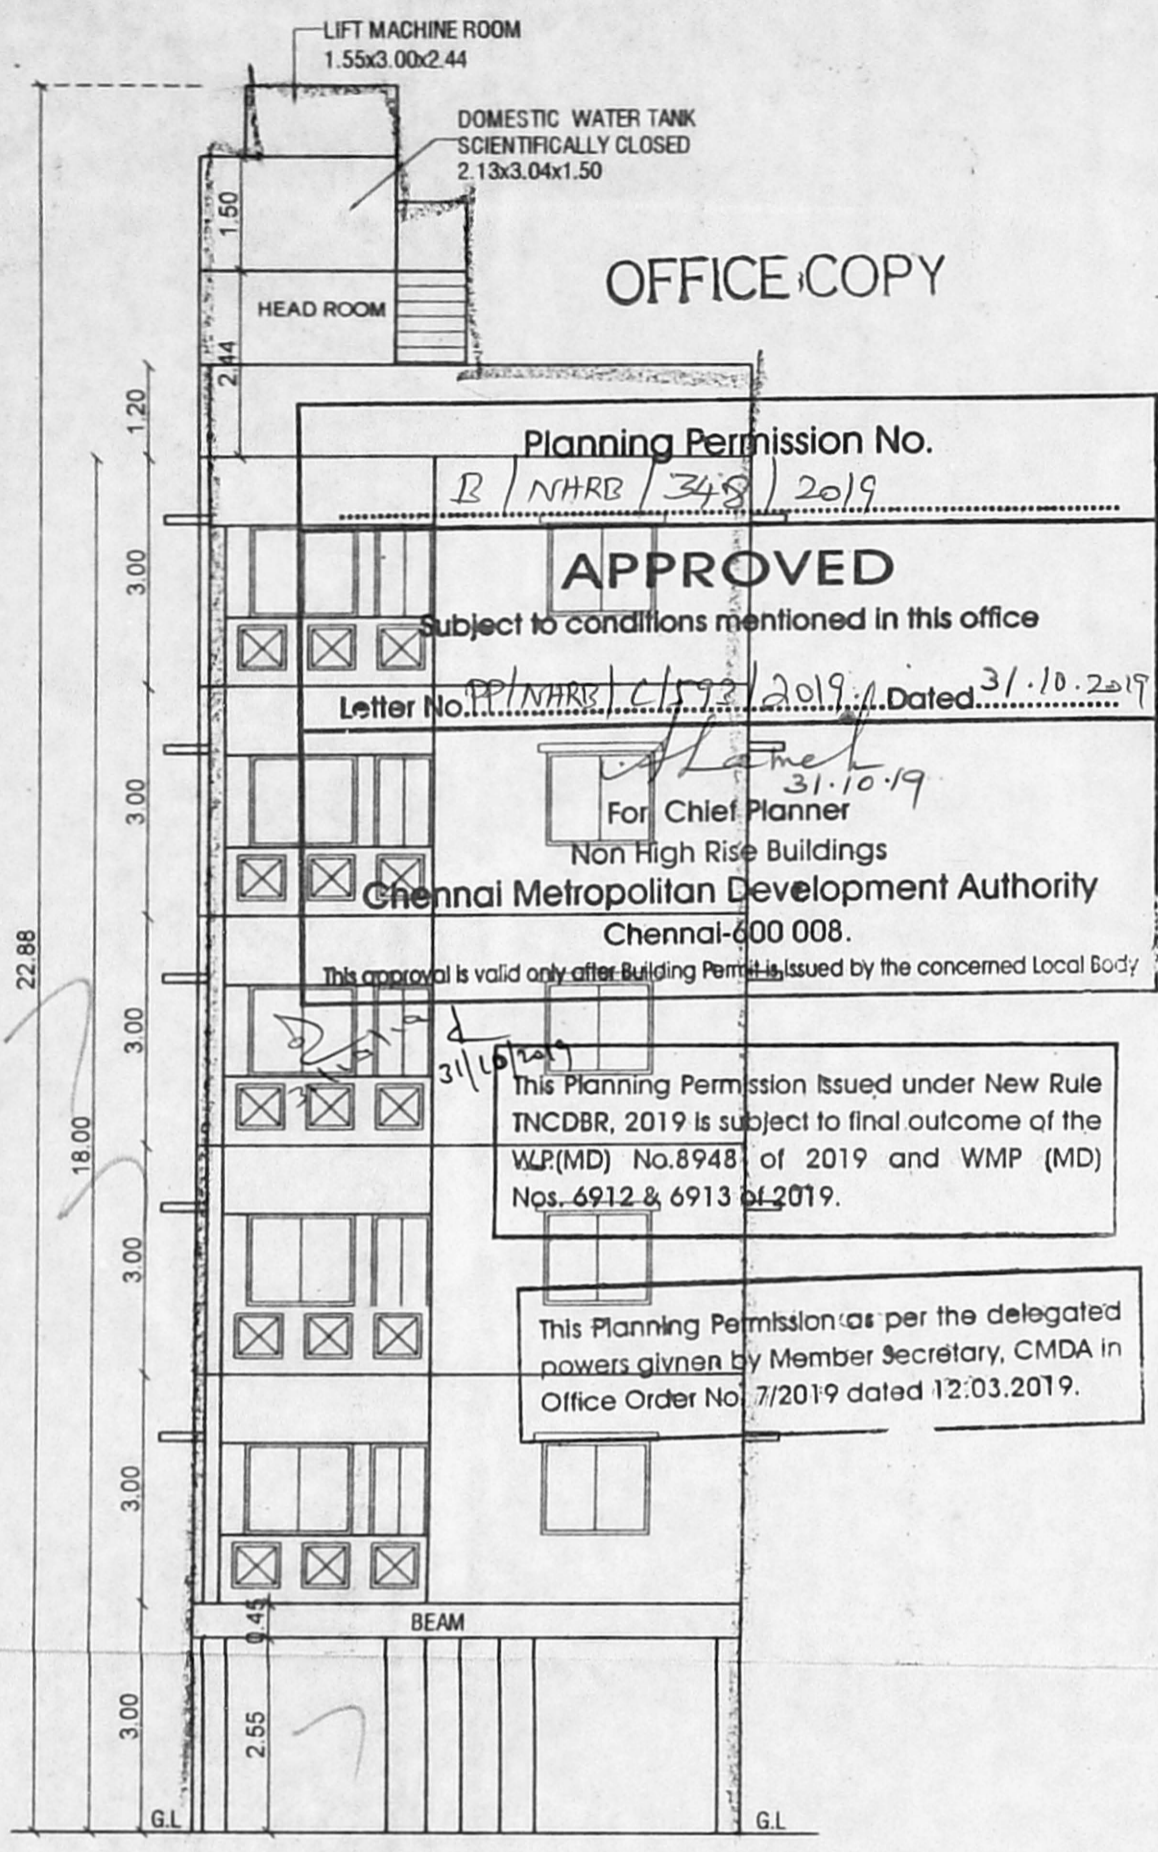 LIFT MACHINE ROOM
1.55x3.00x2.44
DOMESTIC WATER TANK
SCIENTIFICALLY CLOSED
2.13x3.04x1.50
1.50
OFFICE COPY
HEAD ROOM
2.44
1.20
Planning Permission No.
B / NHRB / 348 / 2019
3.00
APPROVED
Subject to conditions mentioned in this office
Letter No. PP/NHRB/C/593/2019 Dated 31.10.2019
31.10.19
3.00
For Chief Planner
Non High Rise Buildings
Chennai Metropolitan Development Authority
Chennai-600 008.
This approval is valid only after Building Permit is Issued by the concerned Local Body
22.88
3.00
31/10/2019
This Planning Permission Issued under New Rule
TNCDBR, 2019 is subject to final outcome of the
W.P.(MD) No.8948 of 2019 and WMP (MD)
Nos. 6912 & 6913 of 2019.
18.00
3.00
This Planning Permission as per the delegated
powers givnen by Member Secretary, CMDA in
Office Order No. 7/2019 dated 12.03.2019.
3.00
0.45
BEAM
3.00
2.55
G.L
G.L